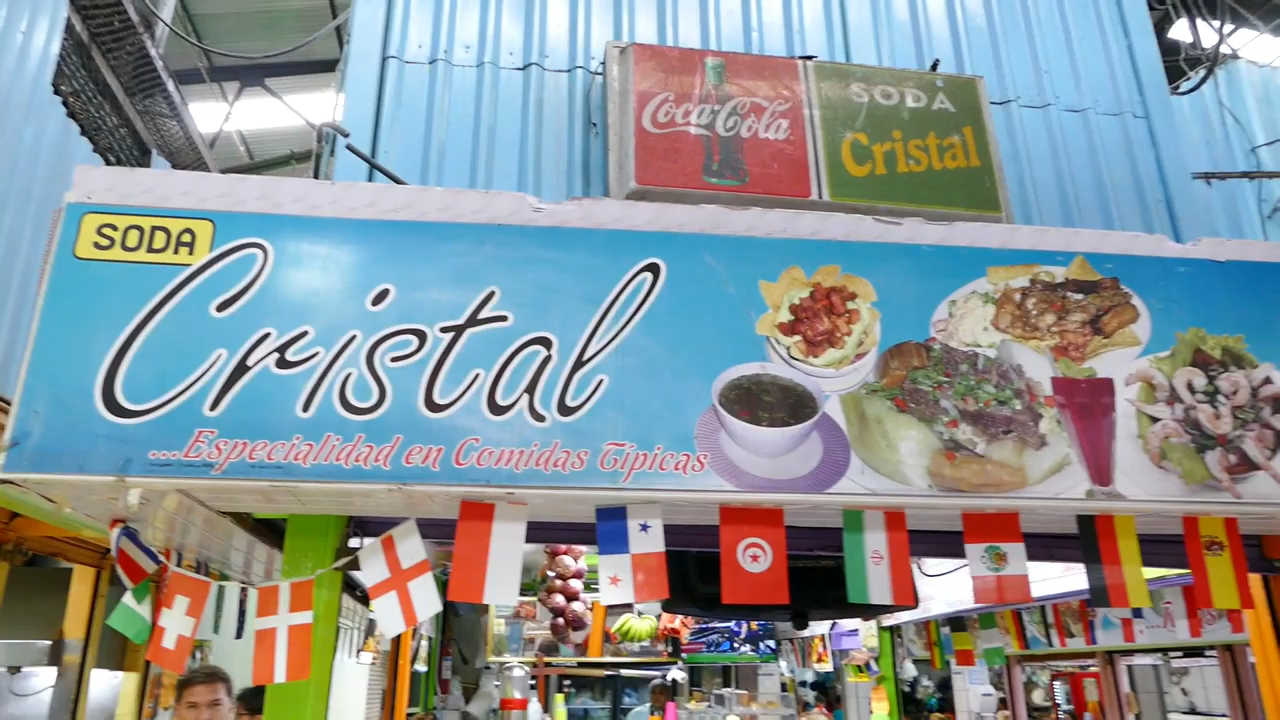 Coca-Cola
SODA
Cristal
SODA
Cristal
...Especialidad en Comidas Típicas